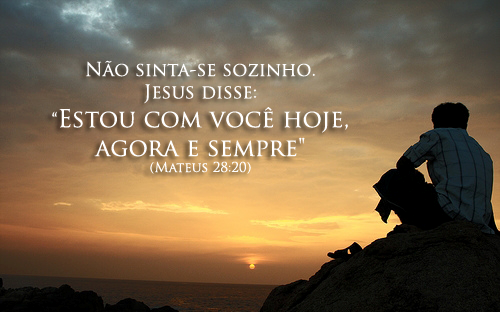 Não sinta-se sozinho.
Jesus disse:
“Estou com você hoje,
agora e sempre"
(Mateus 28:20)